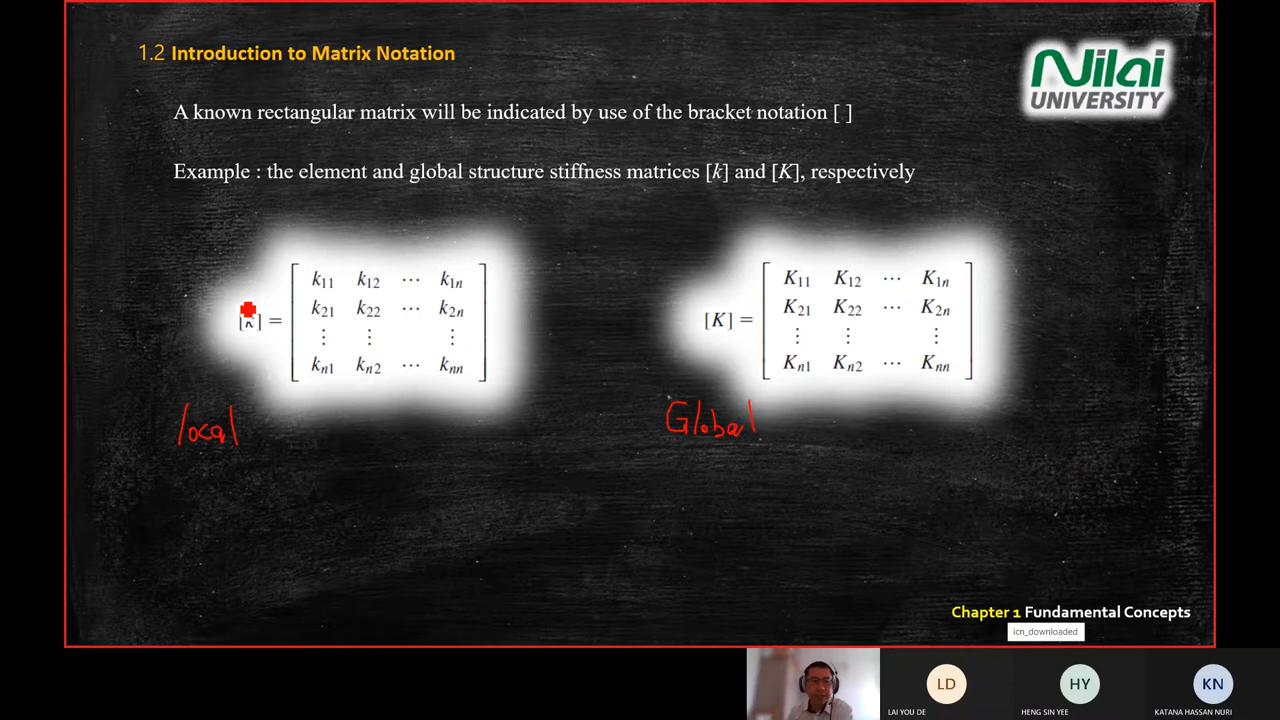 1.2 Introduction to Matrix Notation
Nilai
UNIVERSITY
A known rectangular matrix will be indicated by use of the bracket notation [ ]
Example : the element and global structure stiffness matrices [k] and [K], respectively
[k] =
k11 k12 ⋯ k1n
k21 k22 ⋯ k2n
⋮ ⋮ ⋮
kn1 kn2 ⋯ knn
[K] =
K11 K12 ⋯ K1n
K21 K22 ⋯ K2n
⋮ ⋮ ⋮
Kn1 Kn2 ⋯ Knn
local
Global
Chapter 1 Fundamental Concepts
icn_downloaded
LD
HY
KN
LAI YOU DE
HENG SIN YEE
KATANA HASSAN NURI